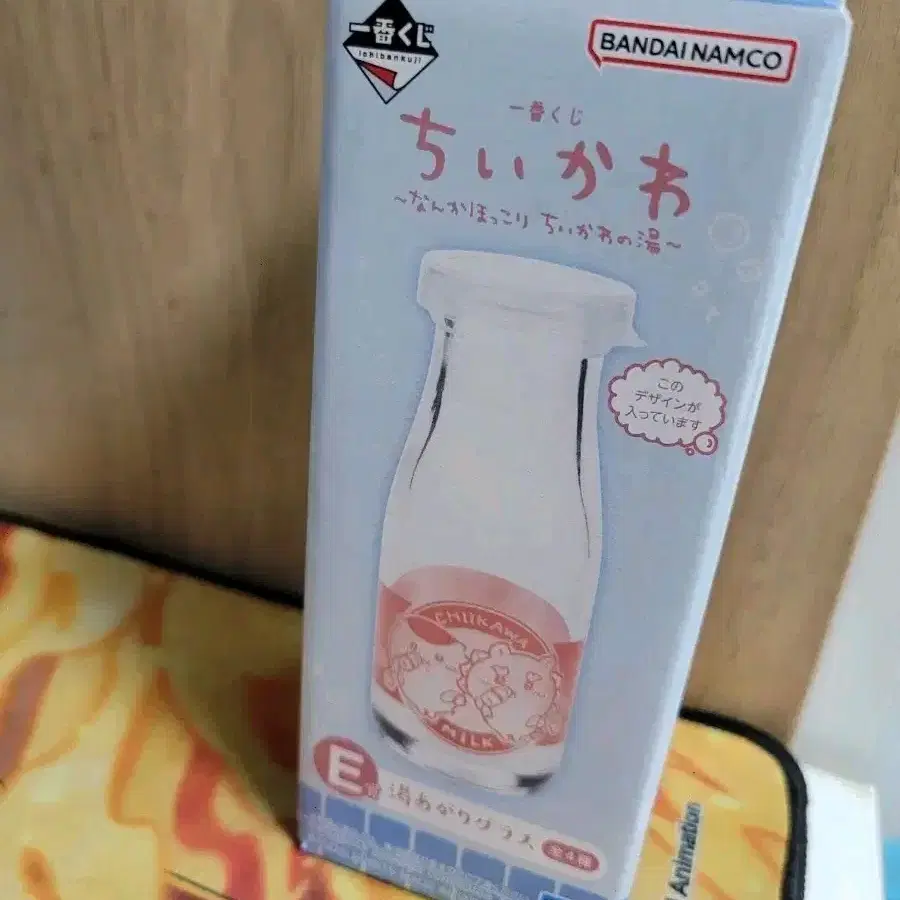 一番くじ
ichibankuji
BANDAI NAMCO
一番くじ
ちいかわ
~なんかほっこり ちいかわの湯~
この
デザインが
入っています
CHIIKAWA
MILK
E賞 湯あがりグラス 全4種
Animation